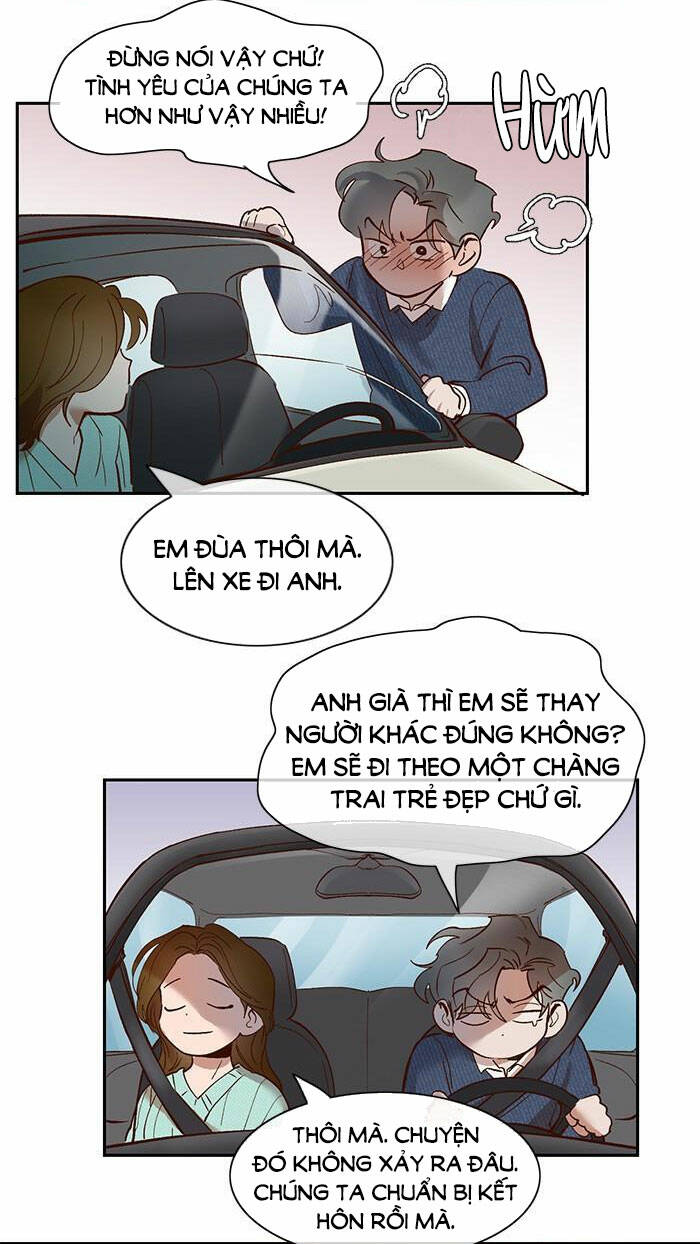 ĐỪNG NÓI VẬY CHỨ!
TÌNH YÊU CỦA CHÚNG TA
HƠN NHƯ VẬY NHIỀU!
HỪM
EM ĐÙA THÔI MÀ.
LÊN XE ĐI ANH.
ANH GIÀ THÌ EM SẼ THAY
NGƯỜI KHÁC ĐÚNG KHÔNG?
EM SẼ ĐI THEO MỘT CHÀNG
TRAI TRẺ ĐẸP CHỨ GÌ.
THÔI MÀ. CHUYỆN
ĐÓ KHÔNG XẢY RA ĐÂU.
CHÚNG TA CHUẨN BỊ KẾT
HÔN RỒI MÀ.